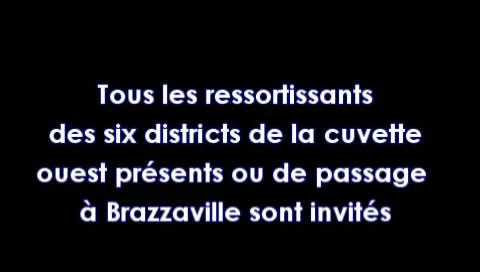 Tous les ressortissants
des six districts de la cuvette
ouest présents ou de passage
à Brazzaville sont invités